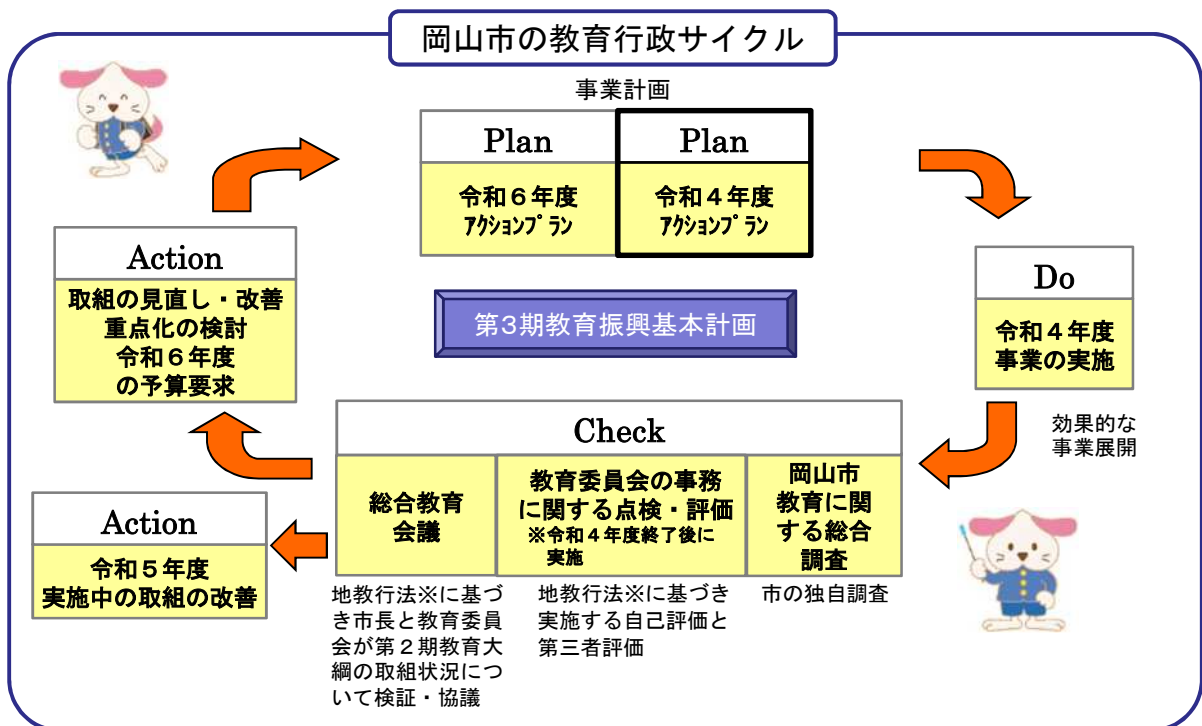 岡山市の教育行政サイクル
事業計画
Plan
令和６年度
ｱｸｼｮﾝﾌﾟﾗﾝ
Plan
令和４年度
ｱｸｼｮﾝﾌﾟﾗﾝ
Do
令和４年度
事業の実施
効果的な
事業展開
第3期教育振興基本計画
Check
総合教育
会議
教育委員会の事務
に関する点検・評価
※令和４年度終了後に
実施
岡山市
教育に関
する総合
調査
地教行法※に基づ
き市長と教育委員
会が第２期教育大
綱の取組状況につ
いて検証・協議
地教行法※に基づき
実施する自己評価と
第三者評価
市の独自調査
Action
取組の見直し・改善
重点化の検討
令和６年度
の予算要求
Action
令和５年度
実施中の取組の改善